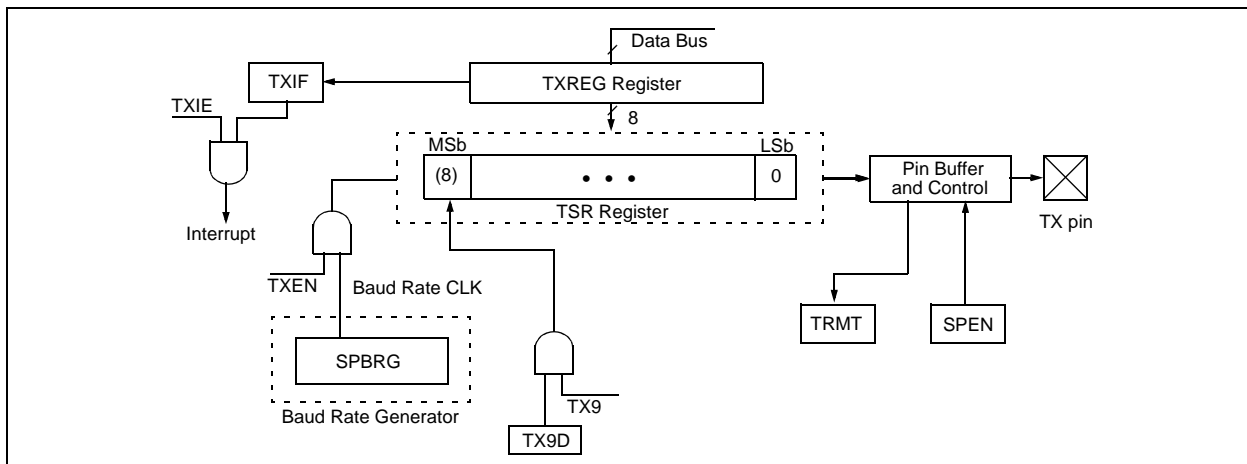 Data Bus
TXIF
TXREG Register
TXIE
8
MSb
LSb
(8)
• • •
0
Pin Buffer
and Control
TSR Register
Interrupt
TX pin
TXEN
Baud Rate CLK
TRMT
SPEN
SPBRG
TX9
Baud Rate Generator
TX9D